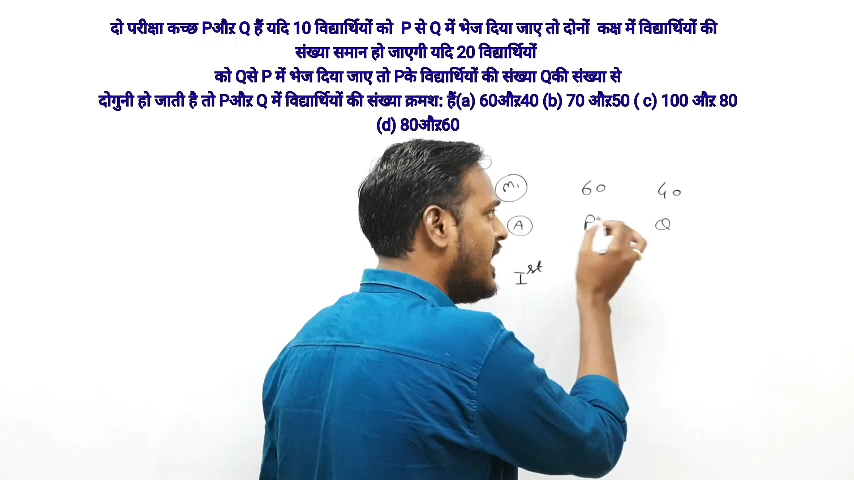 दो परीक्षा कच्छ Pऔऱ Q हैं यदि 10 विद्यार्थियों को P से Q में भेज दिया जाए तो दोनों कक्ष में विद्यार्थियों की
संख्या समान हो जाएगी यदि 20 विद्यार्थियों
को Qसे P में भेज दिया जाए तो Pके विद्यार्थियों की संख्या Qकी संख्या से
दोगुनी हो जाती है तो Pऔऱ Q में विद्यार्थियों की संख्या क्रमश: हैं(a) 60औऱ40 (b) 70 औऱ50 ( c) 100 औऱ 80
(d) 80औऱ60
60 40
A P Q
Ist